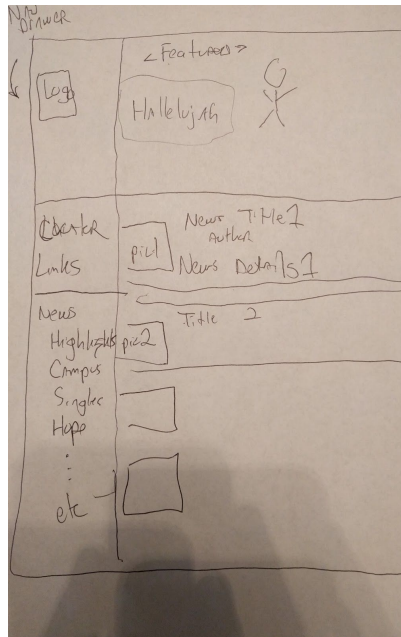 Nav
Drawer
<Featured>
Logo
Hallelujah
Links
pic1
News Title 1
Author
News Details 1
News
Highlights
Campus
Singles
Hope
etc
pic2
Title 2